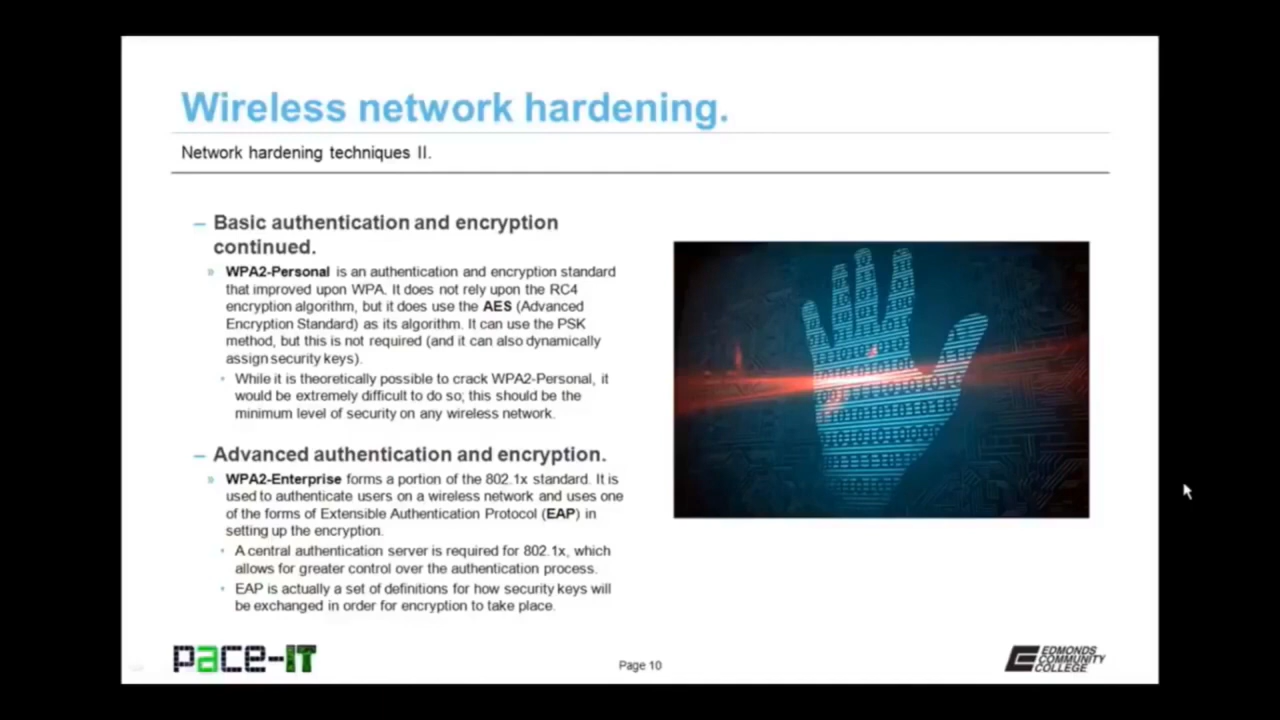 Wireless network hardening.
Network hardening techniques II.
– Basic authentication and encryption
continued.
» WPA2-Personal is an authentication and encryption standard
that improved upon WPA. It does not rely upon the RC4
encryption algorithm, but it does use the AES (Advanced
Encryption Standard) as its algorithm. It can use the PSK
method, but this is not required (and it can also dynamically
assign security keys).
• While it is theoretically possible to crack WPA2-Personal, it
would be extremely difficult to do so; this should be the
minimum level of security on any wireless network.
– Advanced authentication and encryption.
» WPA2-Enterprise forms a portion of the 802.1x standard. It is
used to authenticate users on a wireless network and uses one
of the forms of Extensible Authentication Protocol (EAP) in
setting up the encryption.
• A central authentication server is required for 802.1x, which
allows for greater control over the authentication process.
• EAP is actually a set of definitions for how security keys will
be exchanged in order for encryption to take place.
pace-IT
Page 10
EDMONDS
COMMUNITY
COLLEGE